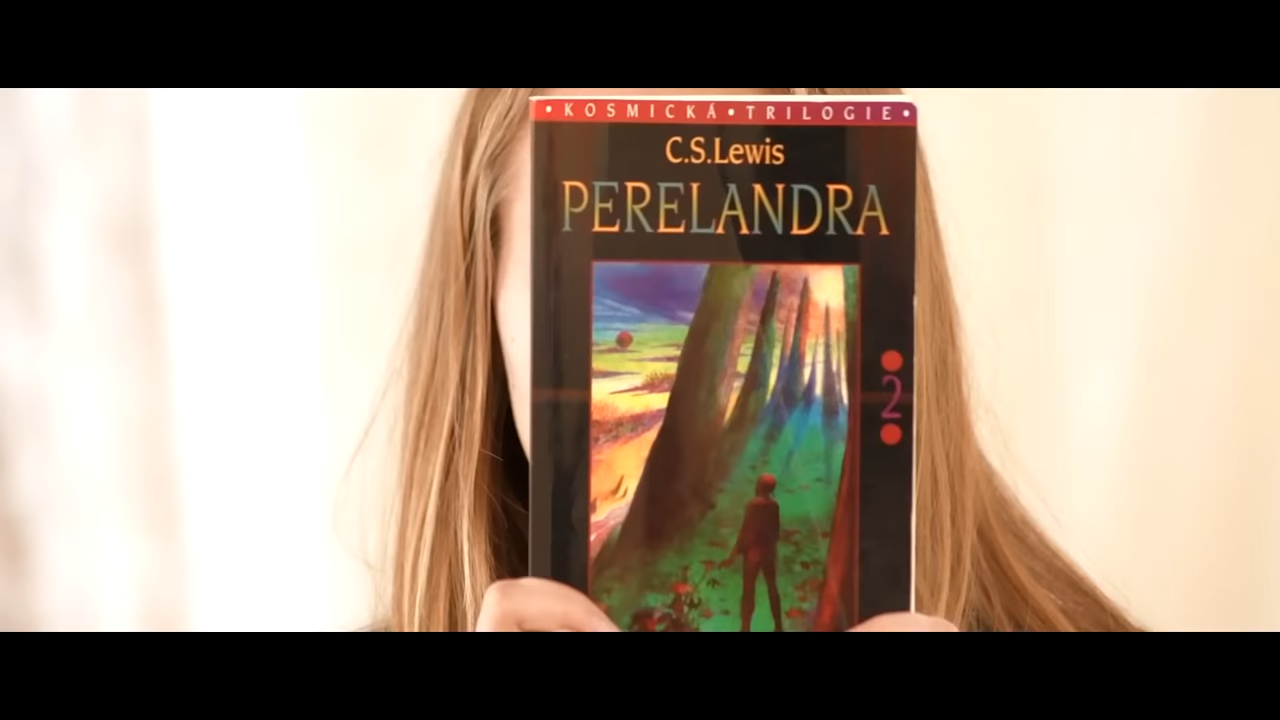 • KOSMICKÁ • TRILOGIE •
C.S.Lewis
PERELANDRA
2